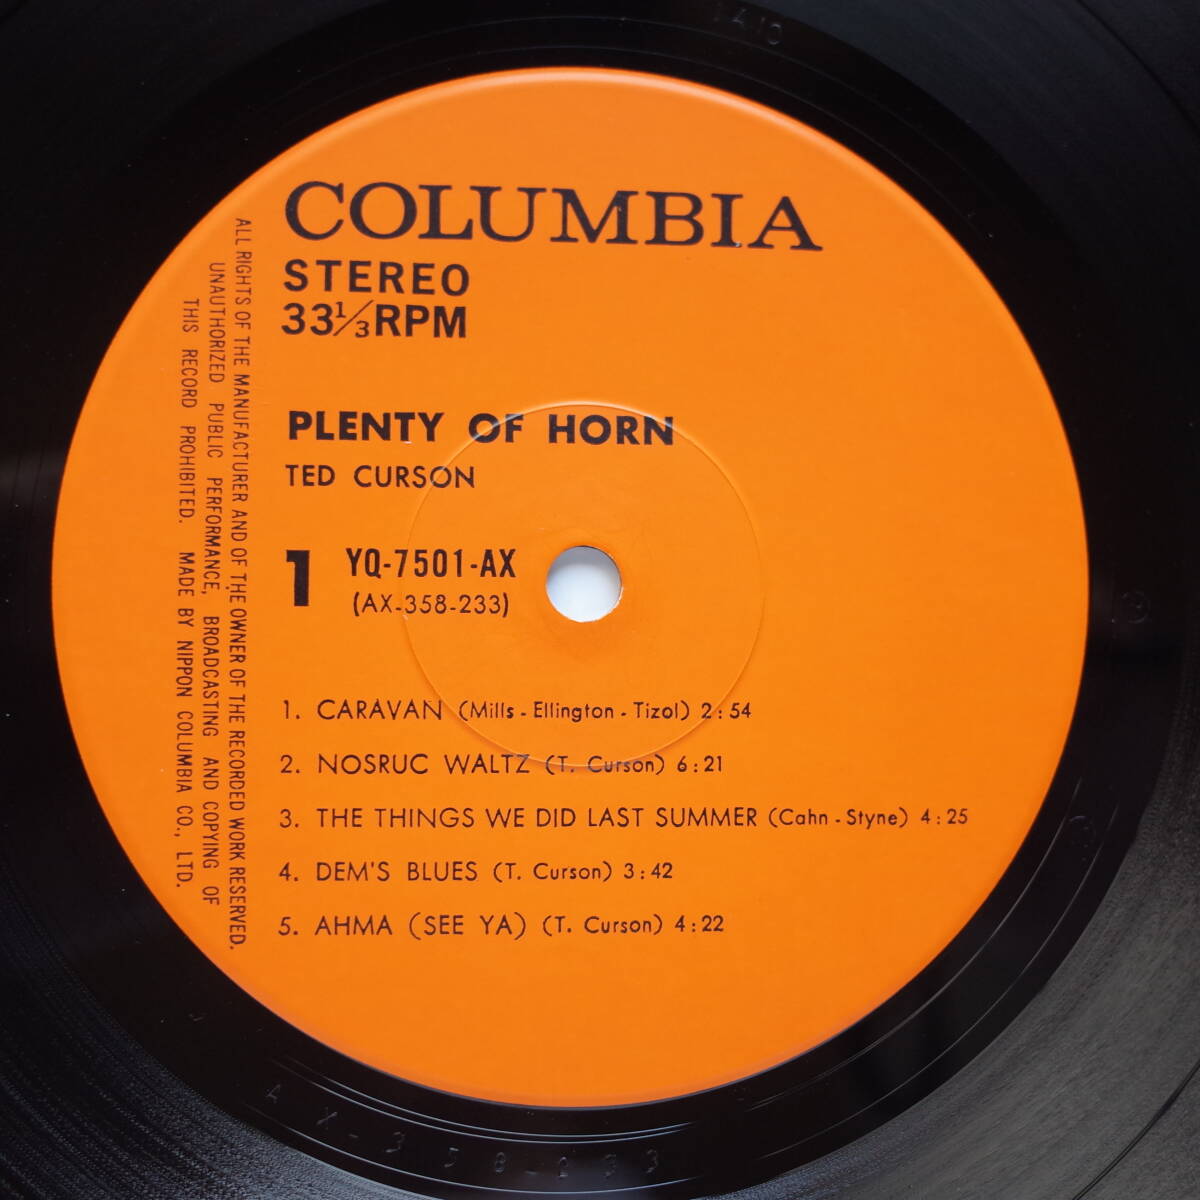 COLUMBIA
STEREO
33⅓RPM
PLENTY OF HORN
TED CURSON
1
YQ-7501-AX
(AX-358-233)
1. CARAVAN (Mills - Ellington - Tizol) 2:54
2. NOSRUC WALTZ (T. Curson) 6:21
3. THE THINGS WE DID LAST SUMMER (Cahn - Styne) 4:25
4. DEM'S BLUES (T. Curson) 3:42
5. AHMA (SEE YA) (T. Curson) 4:22
ALL RIGHTS OF THE MANUFACTURER AND OF THE OWNER OF THE RECORDED WORK RESERVED.
UNAUTHORIZED PUBLIC PERFORMANCE, BROADCASTING AND COPYING OF
THIS RECORD PROHIBITED. MADE BY NIPPON COLUMBIA CO., LTD.
AX-358-233